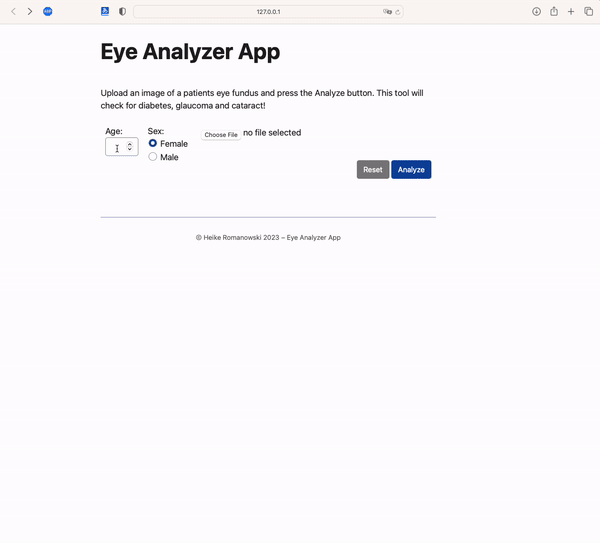 127.0.0.1
Eye Analyzer App
Upload an image of a patients eye fundus and press the Analyze button. This tool will
check for diabetes, glaucoma and cataract!
Age:
Sex:
Female
Male
Choose File no file selected
Reset Analyze
© Heike Romanowski 2023 – Eye Analyzer App